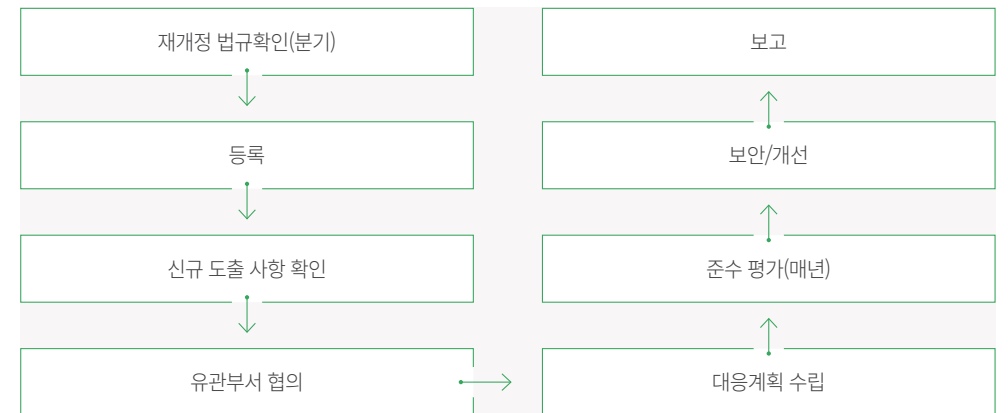 재개정 법규확인(분기)
등록
신규 도출 사항 확인
유관부서 협의
대응계획 수립
준수 평가(매년)
보안/개선
보고